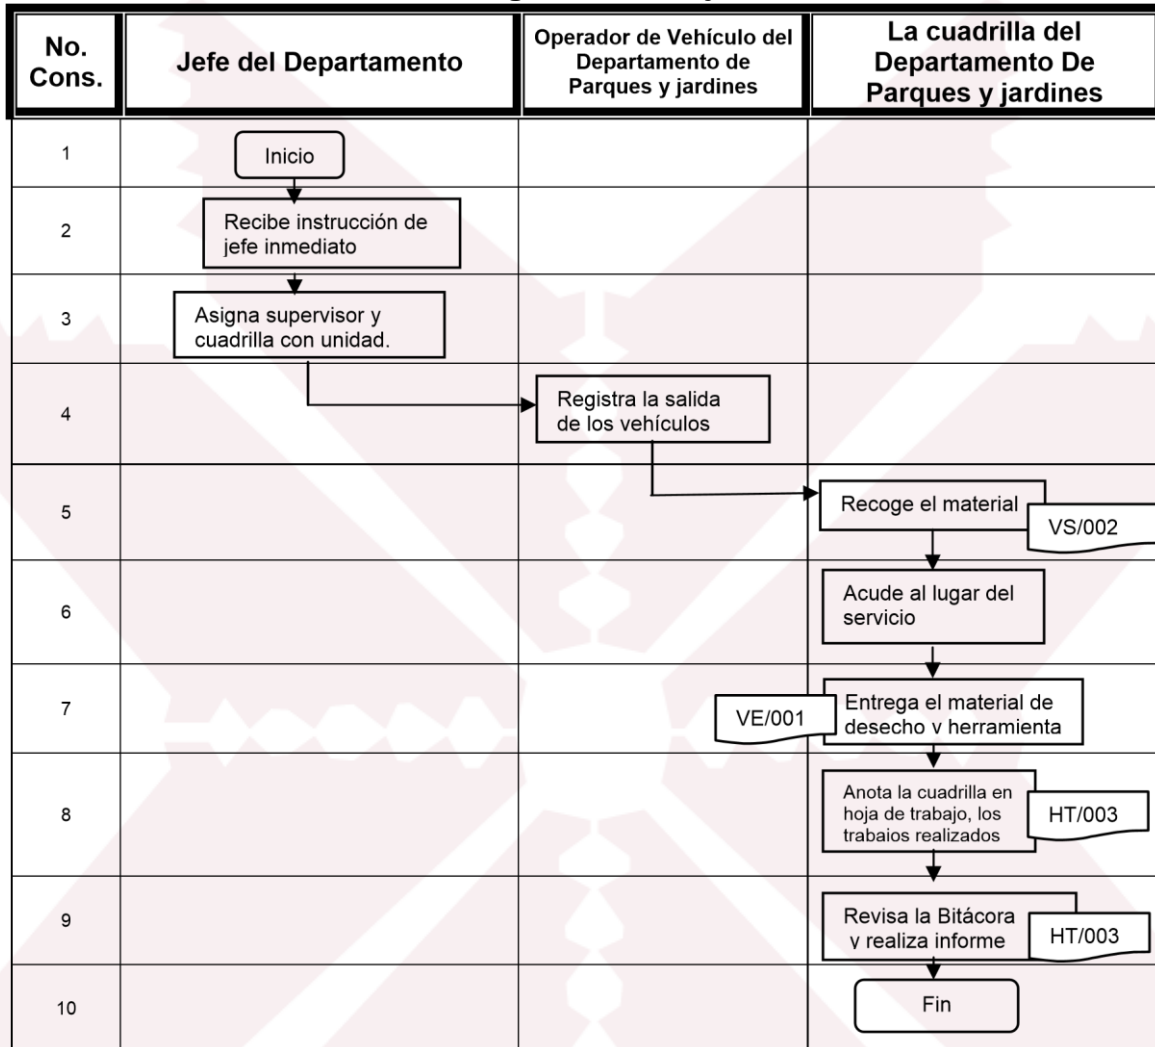 No.
Cons.
Jefe del Departamento
Operador de Vehículo del
Departamento de
Parques y jardines
La cuadrilla del
Departamento De
Parques y jardines
1
Inicio
2
Recibe instrucción de
jefe inmediato
3
Asigna supervisor y
cuadrilla con unidad.
4
Registra la salida
de los vehículos
5
Recoge el material
VS/002
6
Acude al lugar del
servicio
7
VE/001
Entrega el material de
desecho y herramienta
8
Anota la cuadrilla en
hoja de trabajo, los
trabajos realizados
HT/003
9
Revisa la Bitácora
y realiza informe
HT/003
10
Fin